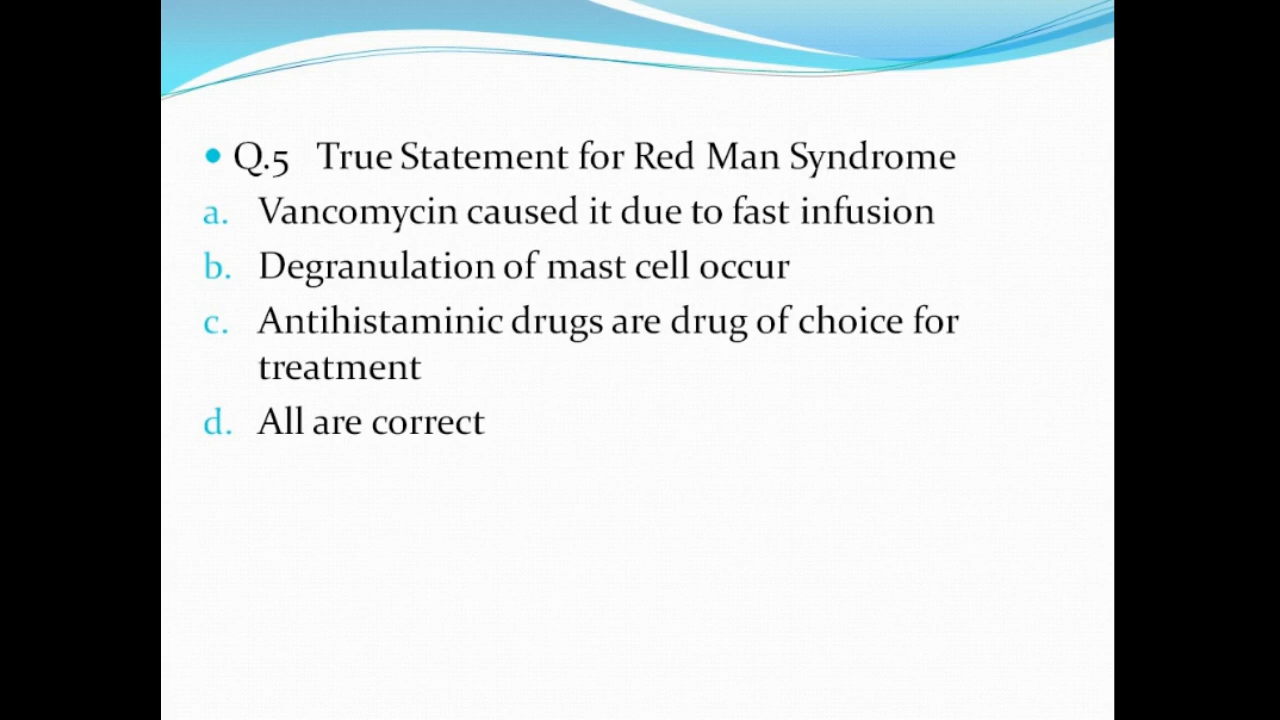 • Q.5 True Statement for Red Man Syndrome
a. Vancomycin caused it due to fast infusion
b. Degranulation of mast cell occur
c. Antihistaminic drugs are drug of choice for
treatment
d. All are correct